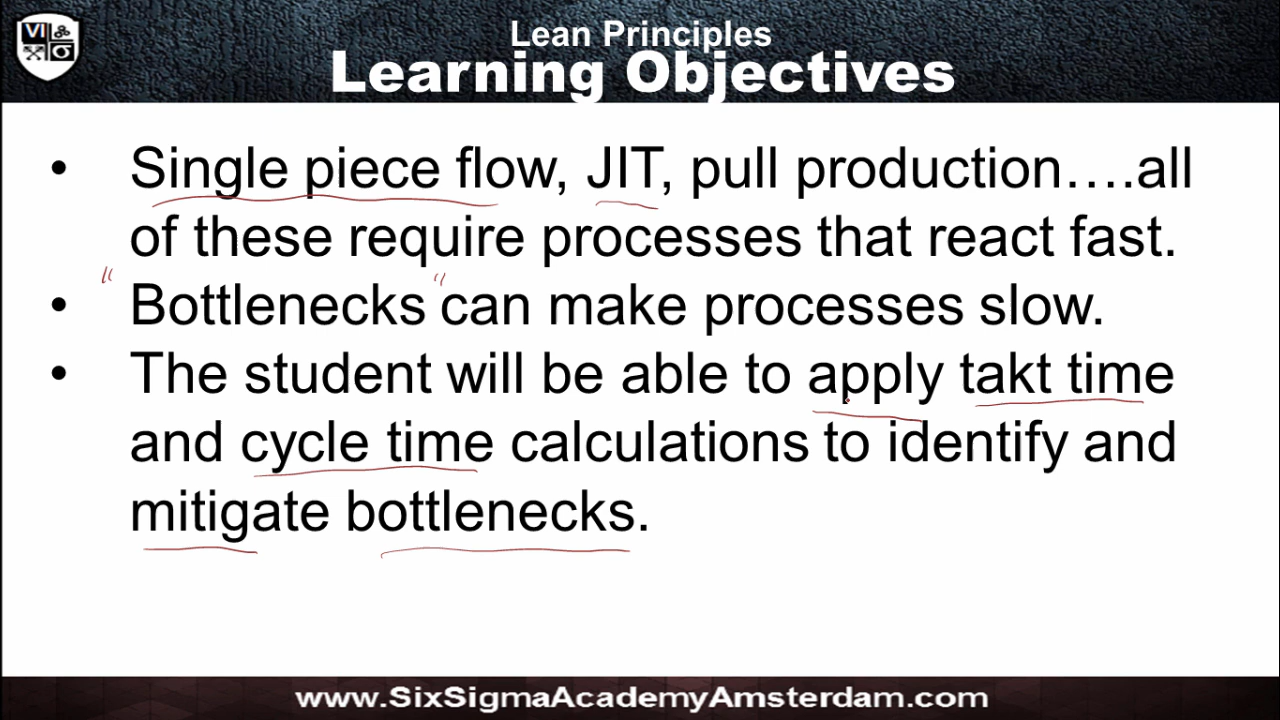 VI
Lean Principles
Learning Objectives
• Single piece flow, JIT, pull production....all
of these require processes that react fast.
• "Bottlenecks" can make processes slow.
• The student will be able to apply takt time
and cycle time calculations to identify and
mitigate bottlenecks.
www.SixSigmaAcademyAmsterdam.com